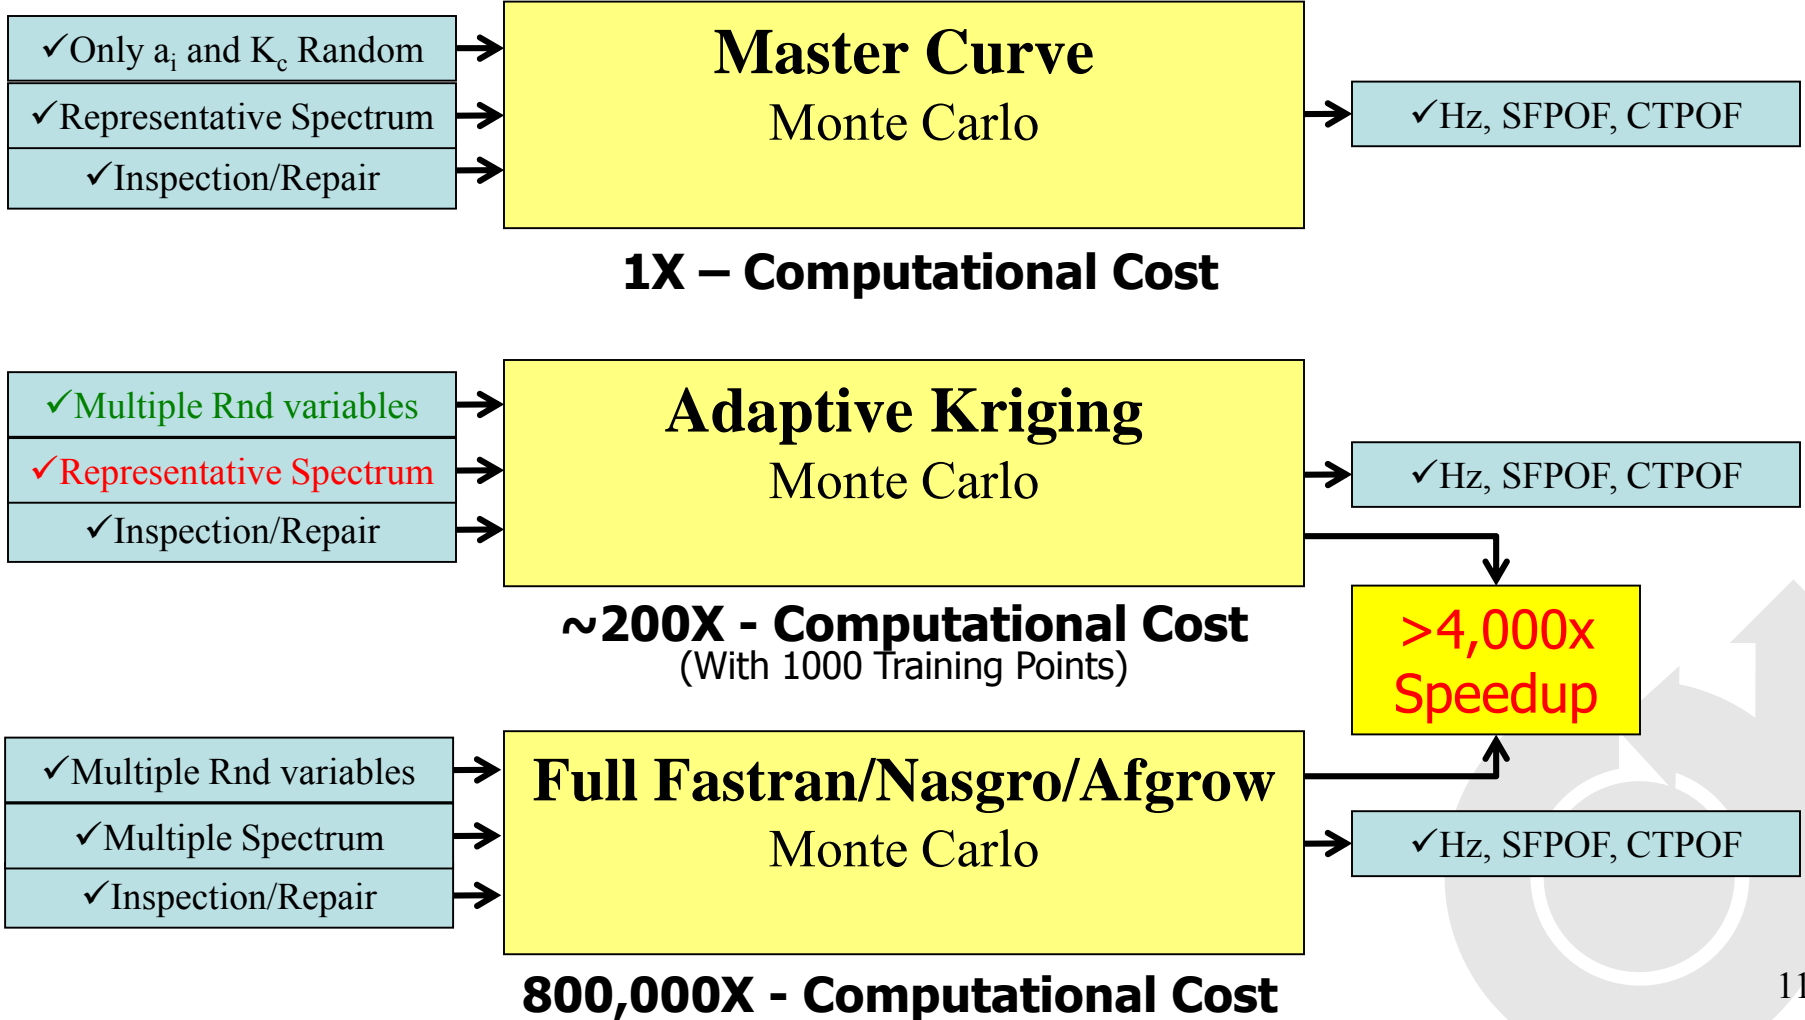 ✓Only aᵢ and K_c Random
✓Representative Spectrum
✓Inspection/Repair
Master Curve
Monte Carlo
✓Hz, SFPOF, CTPOF
1X – Computational Cost
✓Multiple Rnd variables
✓Representative Spectrum
✓Inspection/Repair
Adaptive Kriging
Monte Carlo
✓Hz, SFPOF, CTPOF
~200X - Computational Cost
(With 1000 Training Points)
>4,000x
Speedup
✓Multiple Rnd variables
✓Multiple Spectrum
✓Inspection/Repair
Full Fastran/Nasgro/Afgrow
Monte Carlo
✓Hz, SFPOF, CTPOF
800,000X - Computational Cost
11